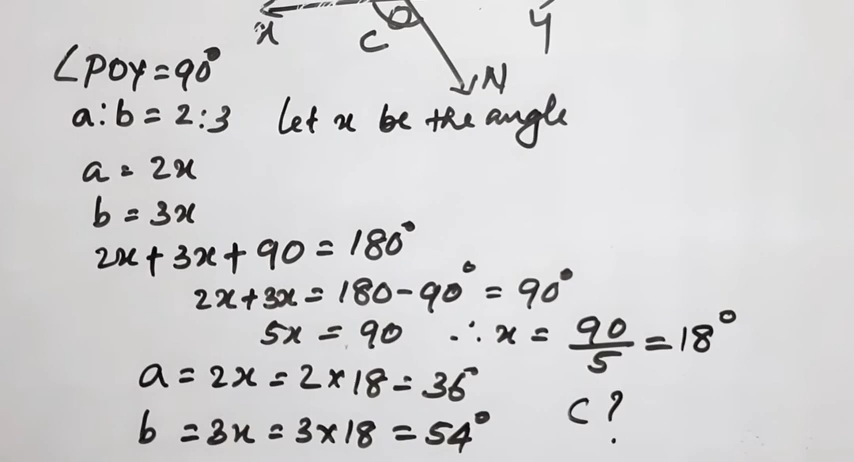 x
C
y
N
∠POY = 90°
a:b = 2:3 Let x be the angle
a = 2x
b = 3x
2x + 3x + 90 = 180°
2x + 3x = 180 - 90° = 90°
5x = 90 ∴ x = 90/5 = 18°
a = 2x = 2 × 18 = 36°
b = 3x = 3 × 18 = 54°
C ?